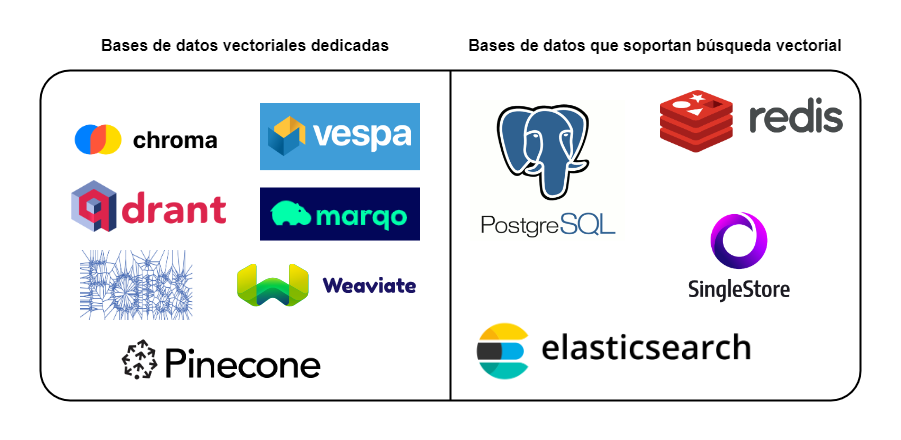 Bases de datos vectoriales dedicadas
Bases de datos que soportan búsqueda vectorial
chroma
vespa
qdrant
marqo
Faiss
Weaviate
Pinecone
redis
PostgreSQL
SingleStore
elasticsearch